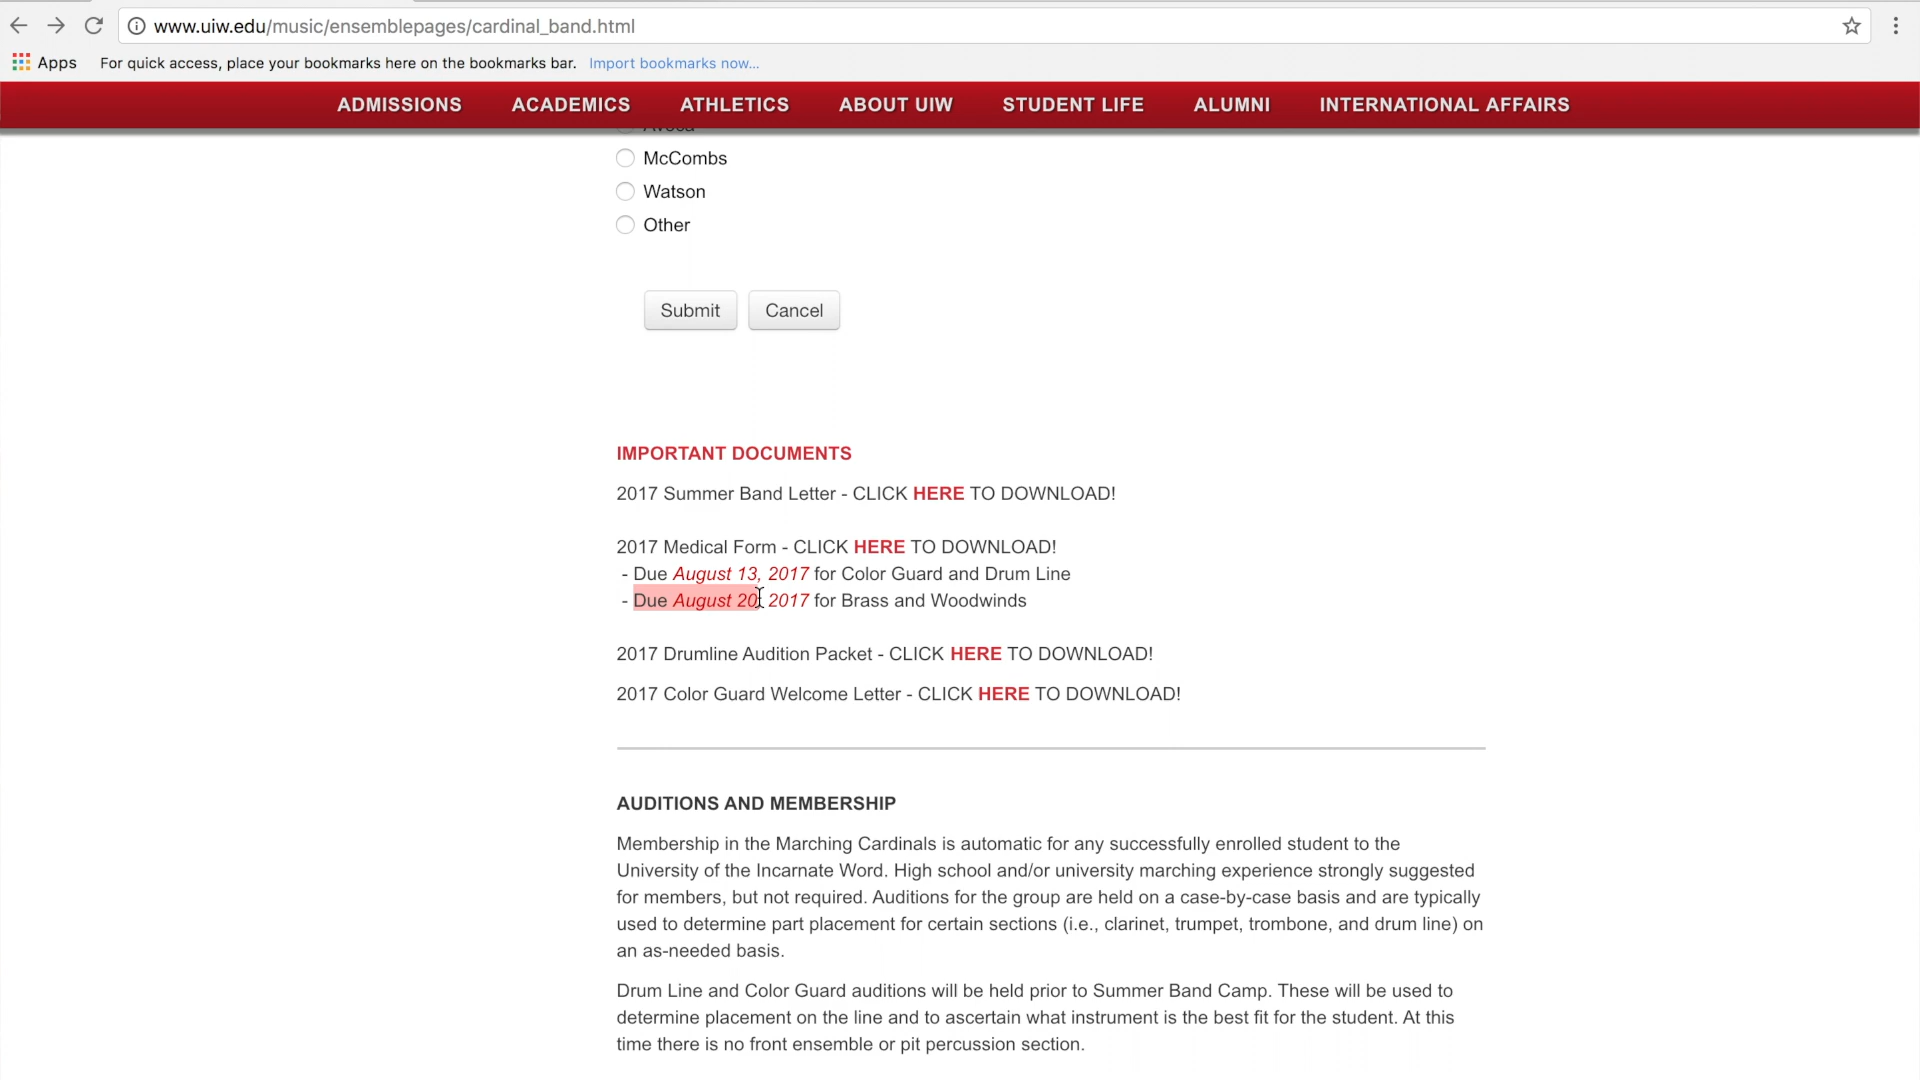 www.uiw.edu/music/ensemblepages/cardinal_band.html
Apps For quick access, place your bookmarks here on the bookmarks bar. Import bookmarks now...
ADMISSIONS ACADEMICS ATHLETICS ABOUT UIW STUDENT LIFE ALUMNI INTERNATIONAL AFFAIRS
McCombs
Watson
Other
Submit Cancel
IMPORTANT DOCUMENTS
2017 Summer Band Letter - CLICK HERE TO DOWNLOAD!
2017 Medical Form - CLICK HERE TO DOWNLOAD!
- Due August 13, 2017 for Color Guard and Drum Line
- Due August 20, 2017 for Brass and Woodwinds
2017 Drumline Audition Packet - CLICK HERE TO DOWNLOAD!
2017 Color Guard Welcome Letter - CLICK HERE TO DOWNLOAD!
AUDITIONS AND MEMBERSHIP
Membership in the Marching Cardinals is automatic for any successfully enrolled student to the
University of the Incarnate Word. High school and/or university marching experience strongly suggested
for members, but not required. Auditions for the group are held on a case-by-case basis and are typically
used to determine part placement for certain sections (i.e., clarinet, trumpet, trombone, and drum line) on
an as-needed basis.
Drum Line and Color Guard auditions will be held prior to Summer Band Camp. These will be used to
determine placement on the line and to ascertain what instrument is the best fit for the student. At this
time there is no front ensemble or pit percussion section.